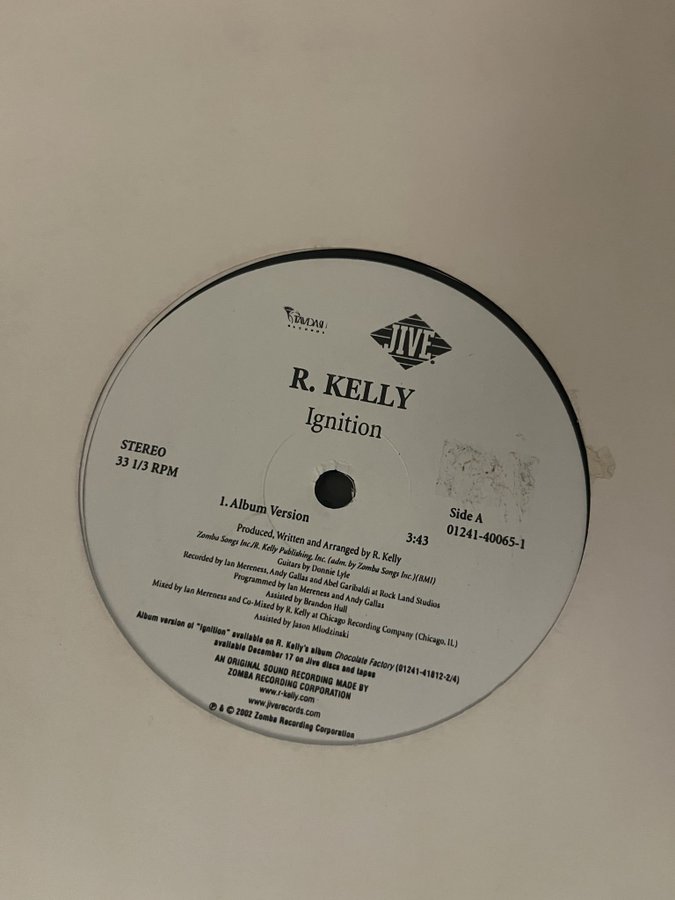 JIVE
RECORDS
R. KELLY
Ignition
STEREO
33 1/3 RPM
Side A
01241-40065-1
1. Album Version 3:43
Produced, Written and Arranged by R. Kelly
Zomba Songs Inc./R. Kelly Publishing, Inc. (adm. by Zomba Songs Inc.)(BMI)
Guitars by Donnie Lyle
Recorded by Ian Mereness, Andy Gallas and Abel Garibaldi at Rock Land Studios
Programmed by Ian Mereness and Andy Gallas
Assisted by Brandon Hull
Mixed by Ian Mereness and Co-Mixed by R. Kelly at Chicago Recording Company (Chicago, IL)
Assisted by Jason Mlodzinski
Album version of "Ignition" available on R. Kelly's album Chocolate Factory (01241-41812-2/4)
available December 17 on Jive discs and tapes
AN ORIGINAL SOUND RECORDING MADE BY
ZOMBA RECORDING CORPORATION
www.r-kelly.com
www.jiverecords.com
℗ & © 2002 Zomba Recording Corporation